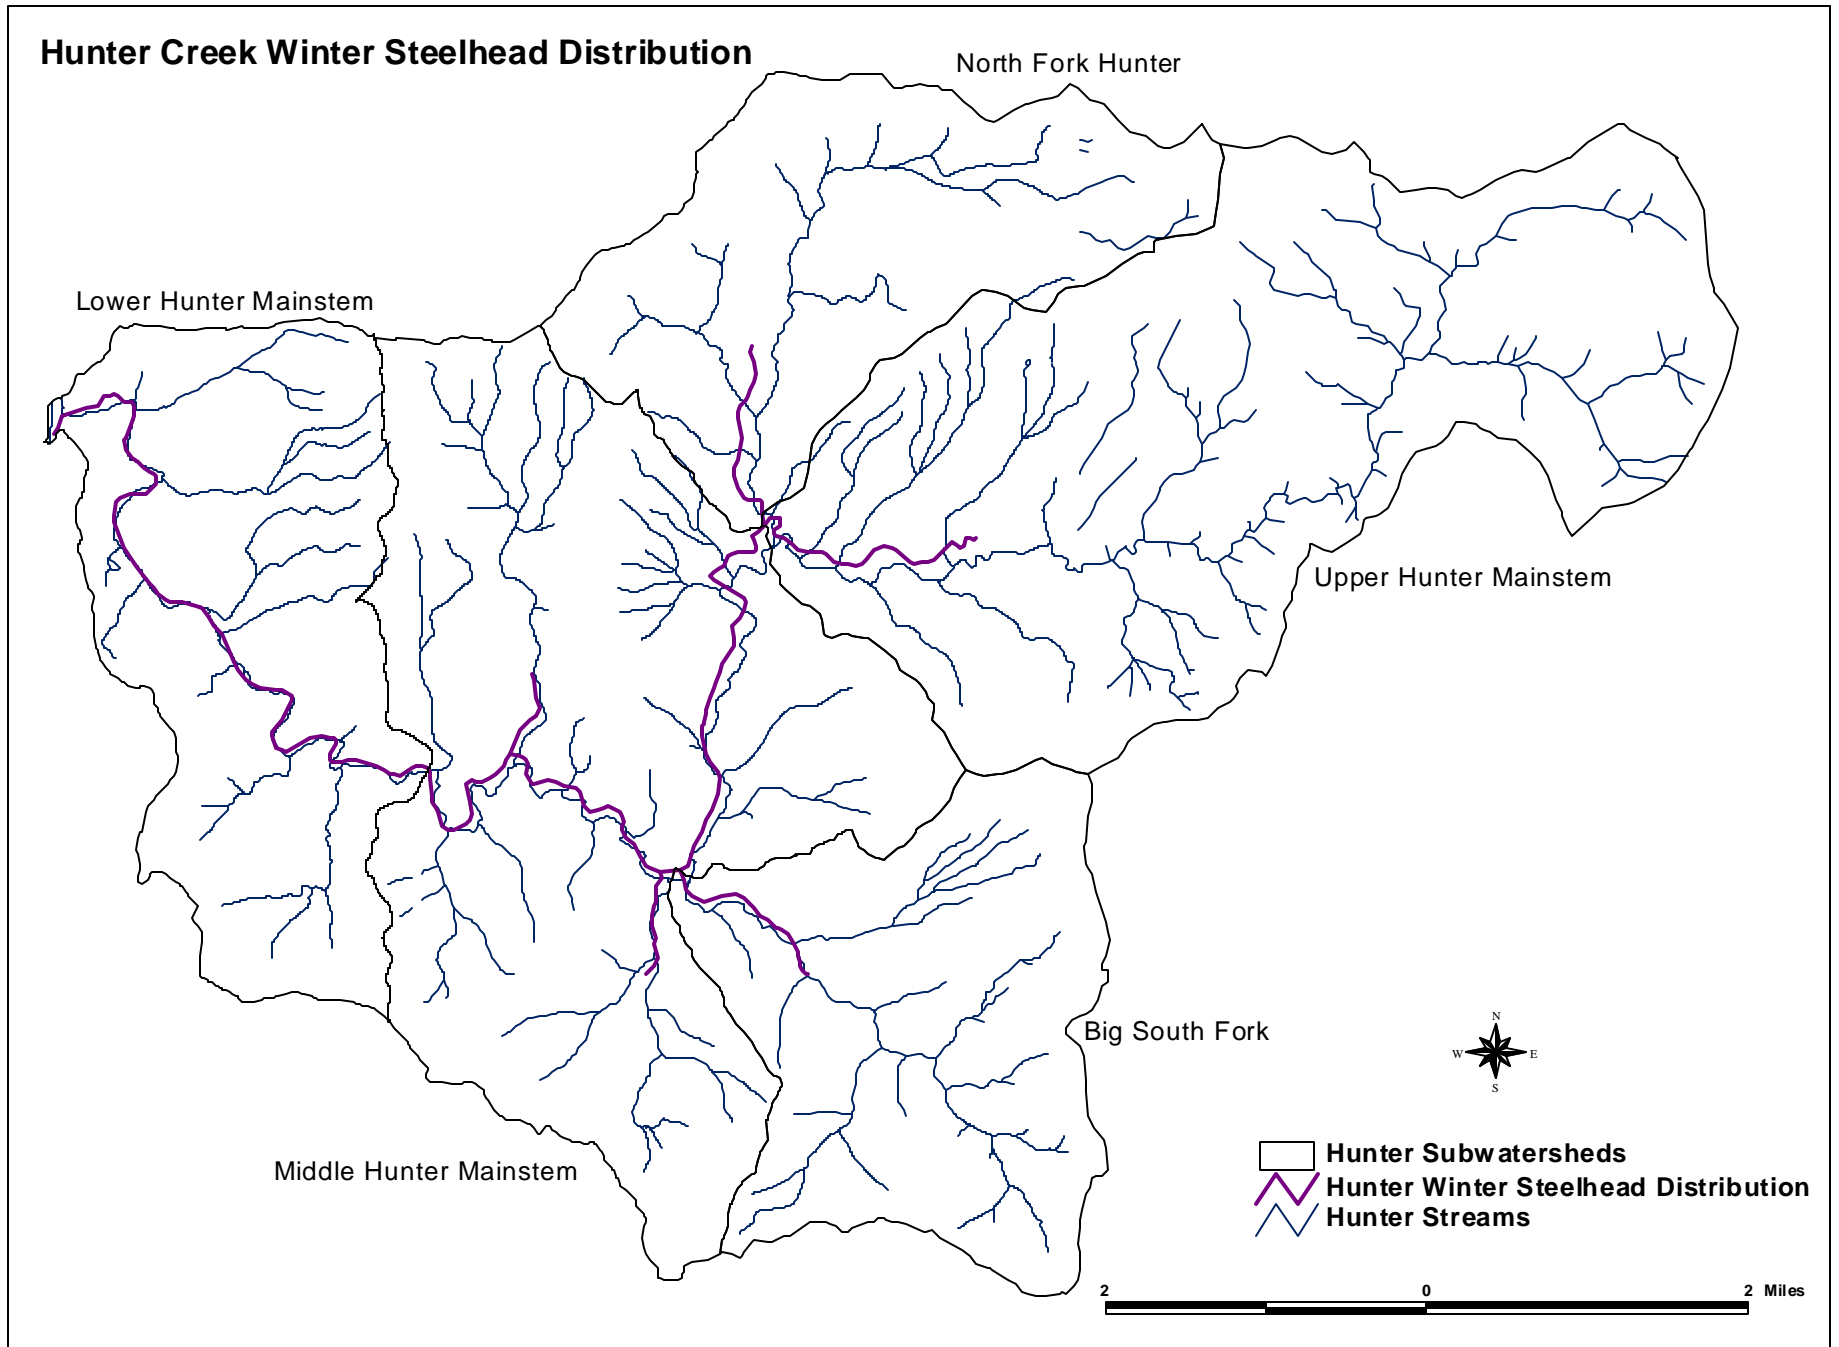 Hunter Creek Winter Steelhead Distribution
North Fork Hunter
Lower Hunter Mainstem
Upper Hunter Mainstem
Big South Fork
Middle Hunter Mainstem
N
W E
S
Hunter Subwatersheds
Hunter Winter Steelhead Distribution
Hunter Streams
2 0 2 Miles